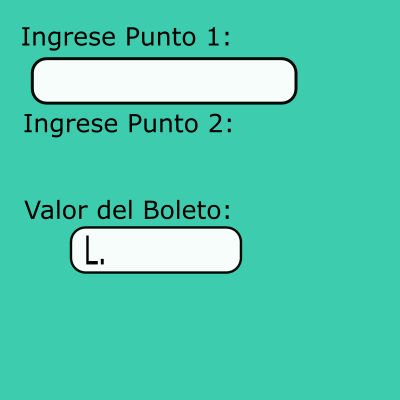 Ingrese Punto 1:
Ingrese Punto 2:
Valor del Boleto:
L.